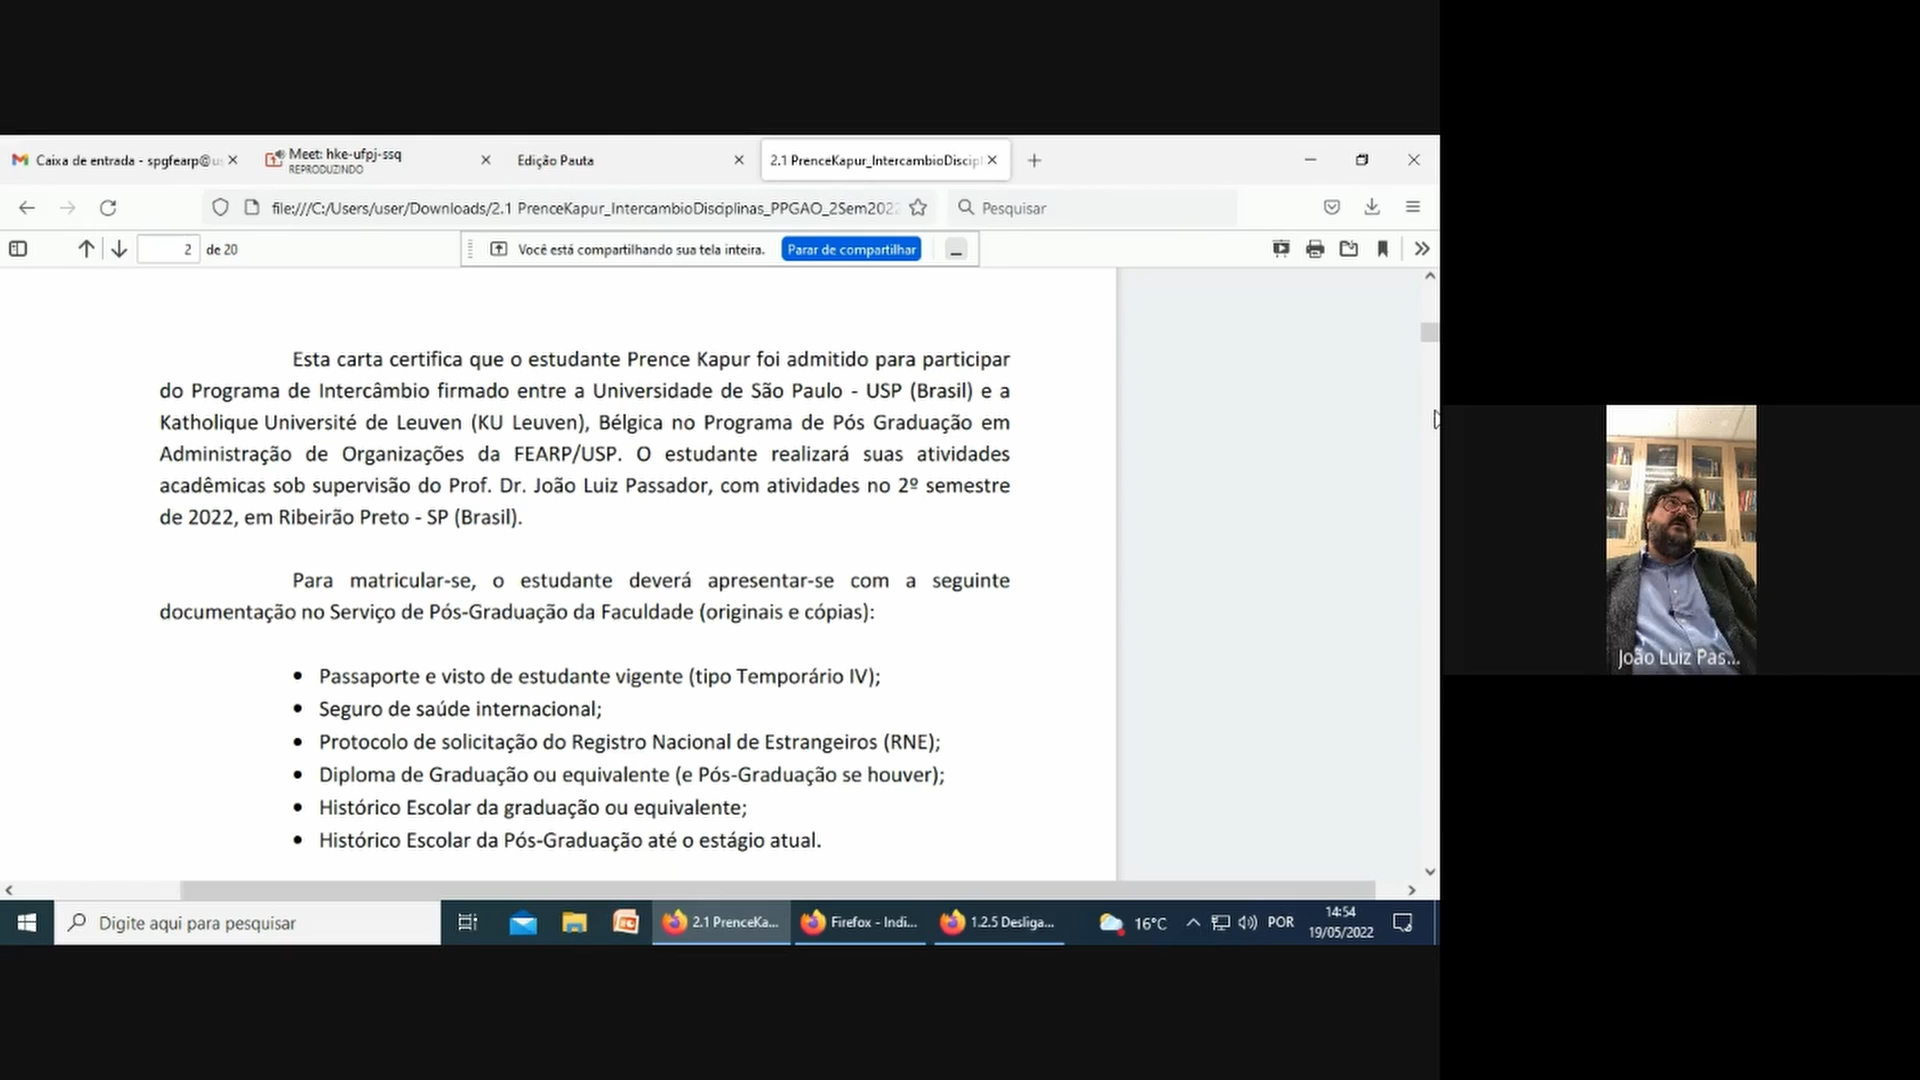 Caixa de entrada - spgfearp@u
Meet: hke-ufpj-ssq
REPRODUZINDO
Edição Pauta
2.1 PrenceKapur_IntercambioDiscipl
file:///C:/Users/user/Downloads/2.1 PrenceKapur_IntercambioDisciplinas_PPGAO_2Sem2022
Pesquisar
2 de 20
Você está compartilhando sua tela inteira. Parar de compartilhar
Esta carta certifica que o estudante Prence Kapur foi admitido para participar
do Programa de Intercâmbio firmado entre a Universidade de São Paulo - USP (Brasil) e a
Katholique Université de Leuven (KU Leuven), Bélgica no Programa de Pós Graduação em
Administração de Organizações da FEARP/USP. O estudante realizará suas atividades
acadêmicas sob supervisão do Prof. Dr. João Luiz Passador, com atividades no 2º semestre
de 2022, em Ribeirão Preto - SP (Brasil).
Para matricular-se, o estudante deverá apresentar-se com a seguinte
documentação no Serviço de Pós-Graduação da Faculdade (originais e cópias):
• Passaporte e visto de estudante vigente (tipo Temporário IV);
• Seguro de saúde internacional;
• Protocolo de solicitação do Registro Nacional de Estrangeiros (RNE);
• Diploma de Graduação ou equivalente (e Pós-Graduação se houver);
• Histórico Escolar da graduação ou equivalente;
• Histórico Escolar da Pós-Graduação até o estágio atual.
João Luiz Pas...
Digite aqui para pesquisar
2.1 PrenceKa...
Firefox - Indi...
1.2.5 Desliga...
16°C
POR
14:54
19/05/2022